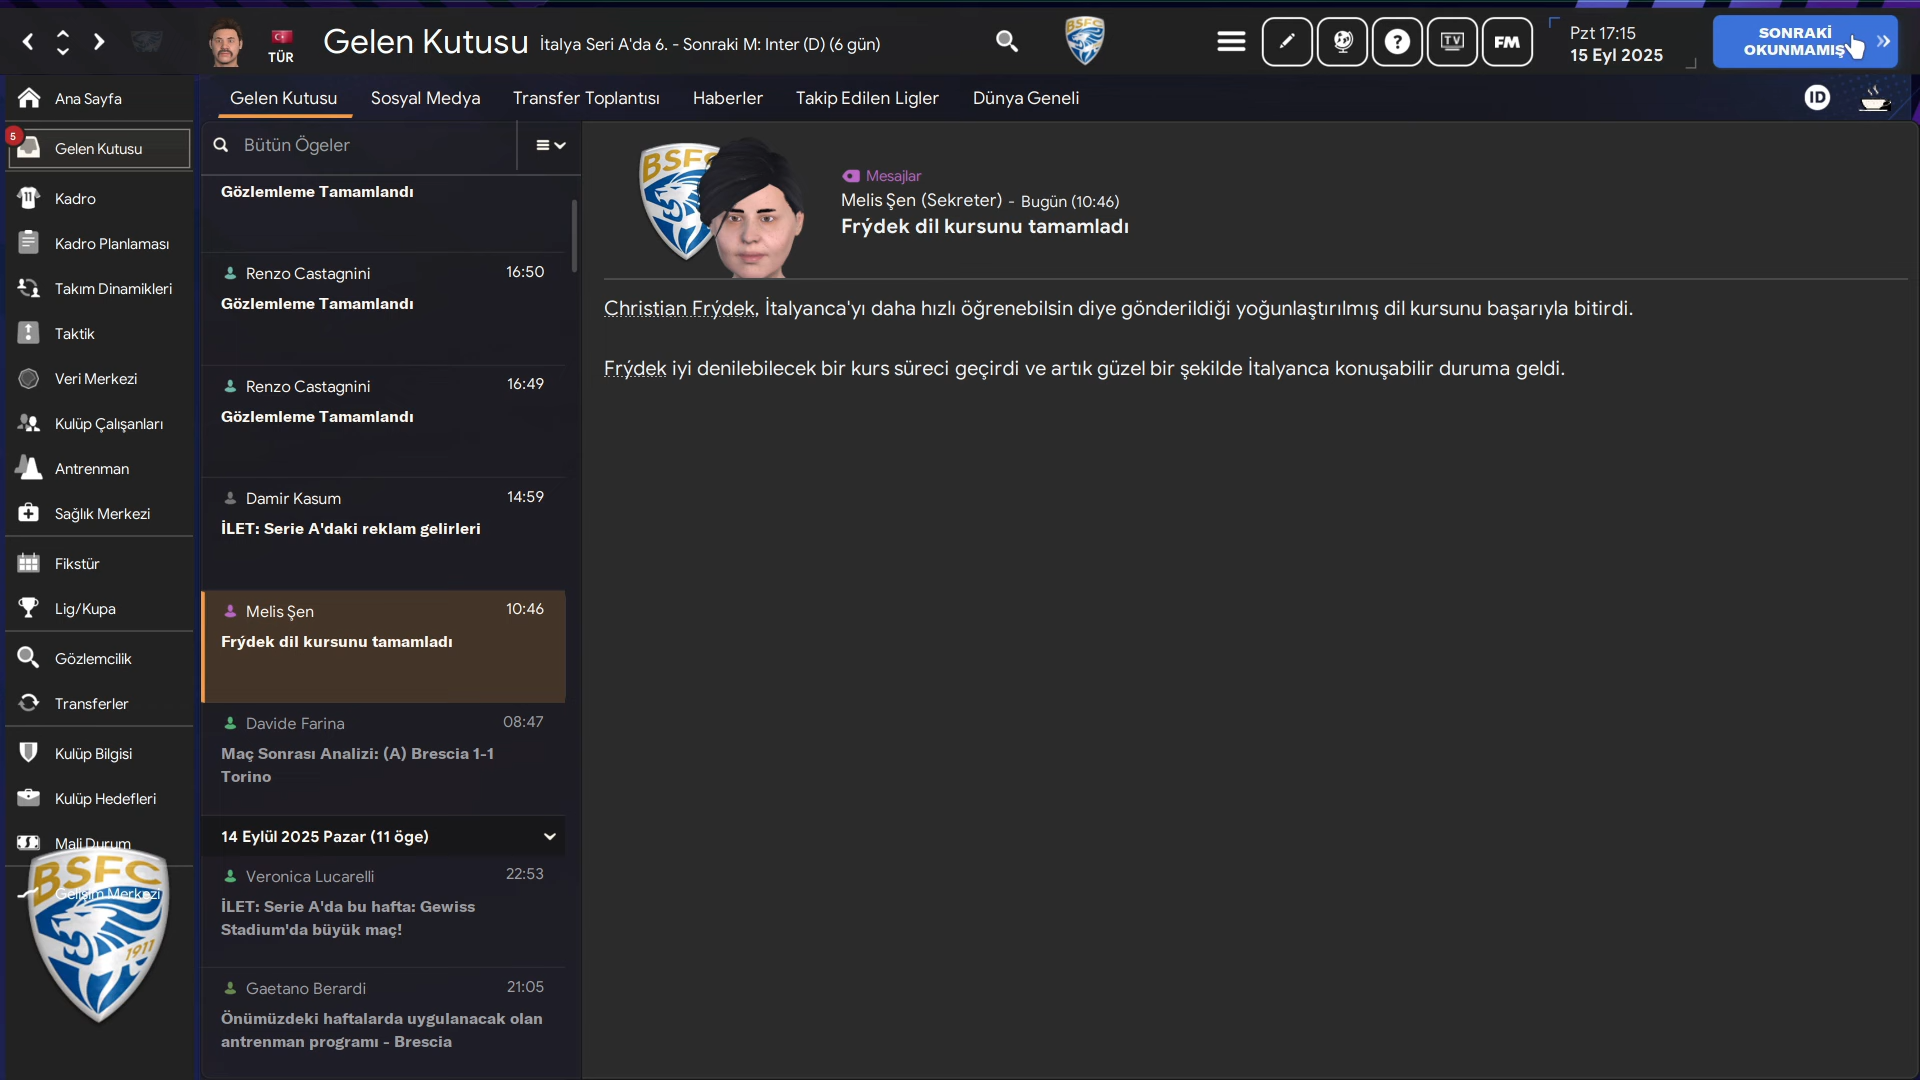 TÜR
Gelen Kutusu
İtalya Seri A'da 6. - Sonraki M: Inter (D) (6 gün)
TV
FM
Pzt 17:15
15 Eyl 2025
SONRAKİ
OKUNMAMIŞ
Ana Sayfa
5
Gelen Kutusu
Kadro
Kadro Planlaması
Takım Dinamikleri
Taktik
Veri Merkezi
Kulüp Çalışanları
Antrenman
Sağlık Merkezi
Fikstür
Lig/Kupa
Gözlemcilik
Transferler
Kulüp Bilgisi
Kulüp Hedefleri
Mali Durum
Gelişim Merkezi
BSFC
1911
Gelen Kutusu
Sosyal Medya
Transfer Toplantısı
Haberler
Takip Edilen Ligler
Dünya Geneli
ID
Bütün Ögeler
Gözlemleme Tamamlandı
Renzo Castagnini 16:50
Gözlemleme Tamamlandı
Renzo Castagnini 16:49
Gözlemleme Tamamlandı
Damir Kasum 14:59
İLET: Serie A'daki reklam gelirleri
Melis Şen 10:46
Frýdek dil kursunu tamamladı
Davide Farina 08:47
Maç Sonrası Analizi: (A) Brescia 1-1
Torino
14 Eylül 2025 Pazar (11 öge)
Veronica Lucarelli 22:53
İLET: Serie A'da bu hafta: Gewiss
Stadium'da büyük maç!
Gaetano Berardi 21:05
Önümüzdeki haftalarda uygulanacak olan
antrenman programı - Brescia
Mesajlar
Melis Şen (Sekreter) - Bugün (10:46)
Frýdek dil kursunu tamamladı
Christian Frýdek, İtalyanca'yı daha hızlı öğrenebilsin diye gönderildiği yoğunlaştırılmış dil kursunu başarıyla bitirdi.
Frýdek iyi denilebilecek bir kurs süreci geçirdi ve artık güzel bir şekilde İtalyanca konuşabilir duruma geldi.